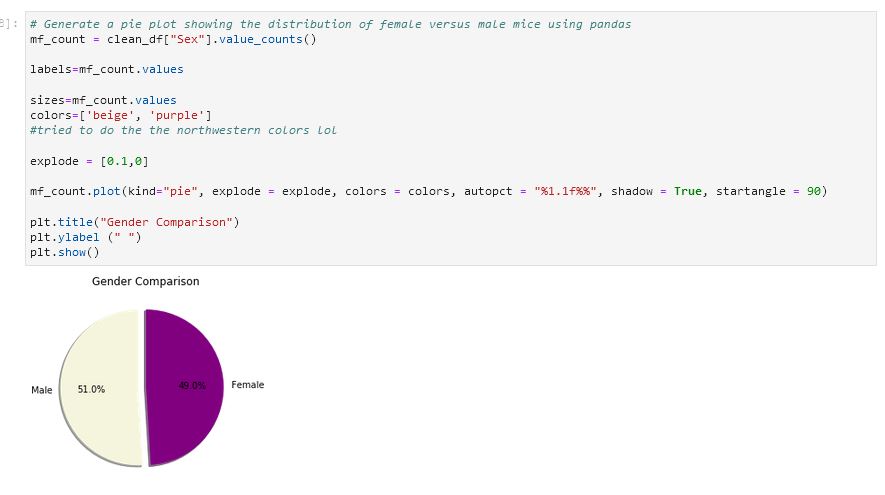 8]:
# Generate a pie plot showing the distribution of female versus male mice using pandas
mf_count = clean_df["Sex"].value_counts()
labels=mf_count.values
sizes=mf_count.values
colors=['beige', 'purple']
#tried to do the the northwestern colors lol
explode = [0.1,0]
mf_count.plot(kind="pie", explode = explode, colors = colors, autopct = "%1.1f%%", shadow = True, startangle = 90)
plt.title("Gender Comparison")
plt.ylabel (" ")
plt.show()
Gender Comparison
Male 51.0% 49.0% Female